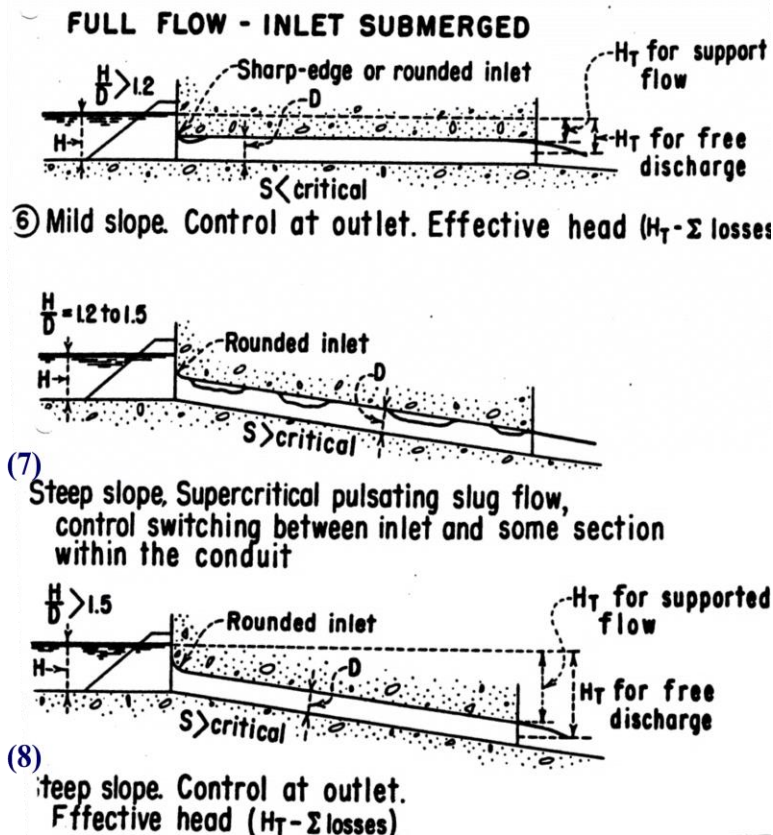 FULL FLOW - INLET SUBMERGED
H/D > 1.2
Sharp-edge or rounded inlet
D
H
S < critical
H_T for support
flow
H_T for free
discharge
⑥ Mild slope. Control at outlet. Effective head (H_T - Σ losses
H/D = 1.2 to 1.5
Rounded inlet
D
H
S > critical
(7)
Steep slope, Supercritical pulsating slug flow,
control switching between inlet and some section
within the conduit
H/D > 1.5
Rounded inlet
D
H
S > critical
H_T for supported
flow
H_T for free
discharge
(8)
teep slope. Control at outlet.
Effective head (H_T - Σ losses)